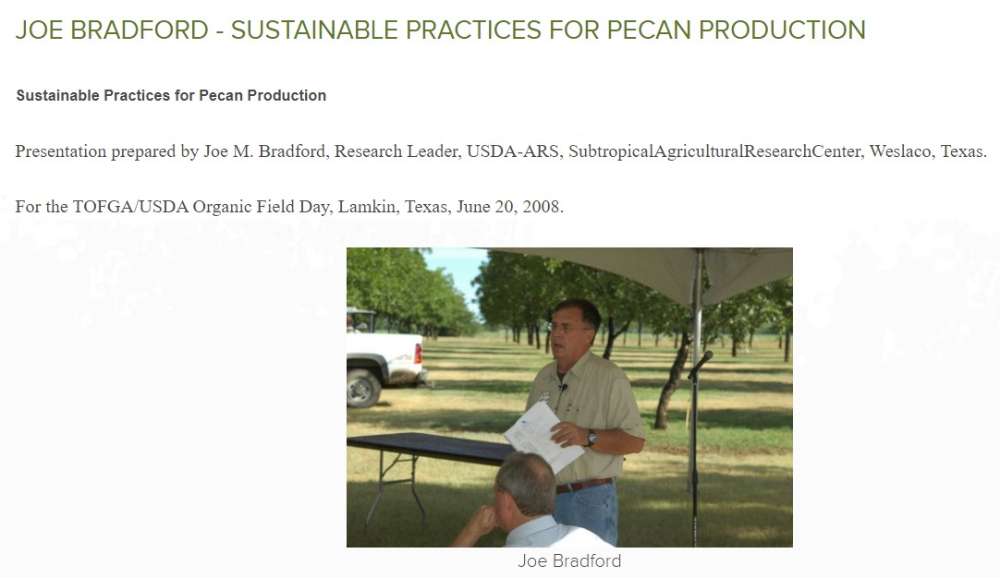 JOE BRADFORD - SUSTAINABLE PRACTICES FOR PECAN PRODUCTION
Sustainable Practices for Pecan Production
Presentation prepared by Joe M. Bradford, Research Leader, USDA-ARS, SubtropicalAgriculturalResearchCenter, Weslaco, Texas.
For the TOFGA/USDA Organic Field Day, Lamkin, Texas, June 20, 2008.
Joe Bradford